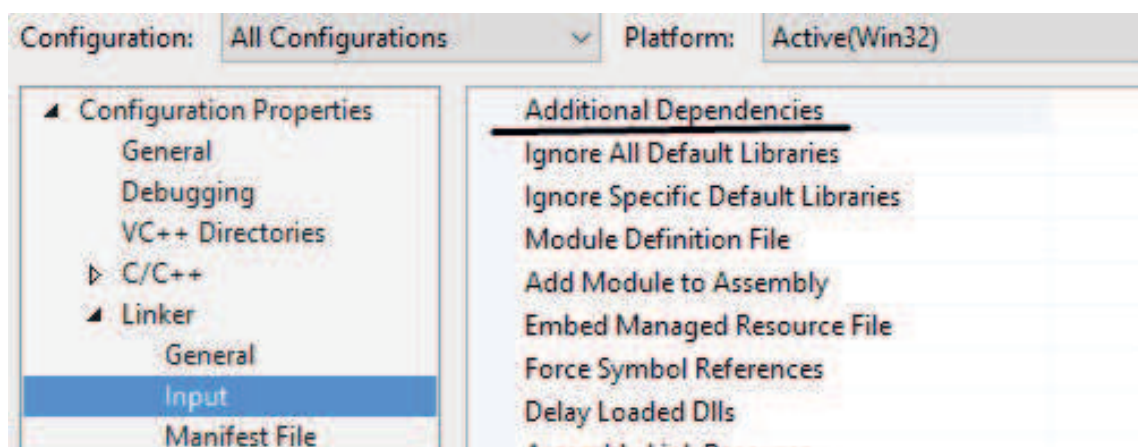 Configuration: All Configurations Platform: Active(Win32)
Configuration Properties
General
Debugging
VC++ Directories
C/C++
Linker
General
Input
Manifest File
Additional Dependencies
Ignore All Default Libraries
Ignore Specific Default Libraries
Module Definition File
Add Module to Assembly
Embed Managed Resource File
Force Symbol References
Delay Loaded Dlls